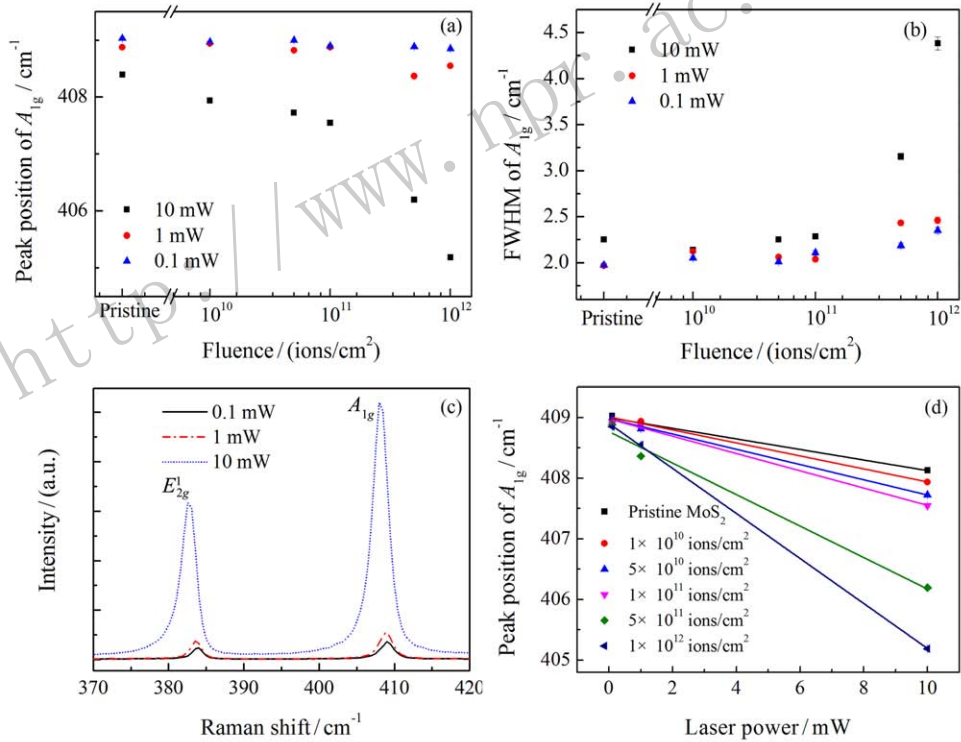 (a)
408
406
Peak position of A1g / cm-1
10 mW
1 mW
0.1 mW
Pristine
10^10
10^11
10^12
Fluence / (ions/cm2)
(b)
4.5
4.0
3.5
3.0
2.5
2.0
FWHM of A1g / cm-1
10 mW
1 mW
0.1 mW
Pristine
10^10
10^11
10^12
Fluence / (ions/cm2)
(c)
0.1 mW
1 mW
10 mW
A1g
E12g
Intensity / (a.u.)
370
380
390
400
410
420
Raman shift / cm-1
(d)
409
408
407
406
405
Peak position of A1g / cm-1
Pristine MoS2
1× 10^10 ions/cm2
5× 10^10 ions/cm2
1× 10^11 ions/cm2
5× 10^11 ions/cm2
1× 10^12 ions/cm2
0
2
4
6
8
10
Laser power / mW
http://www.npr.ac.